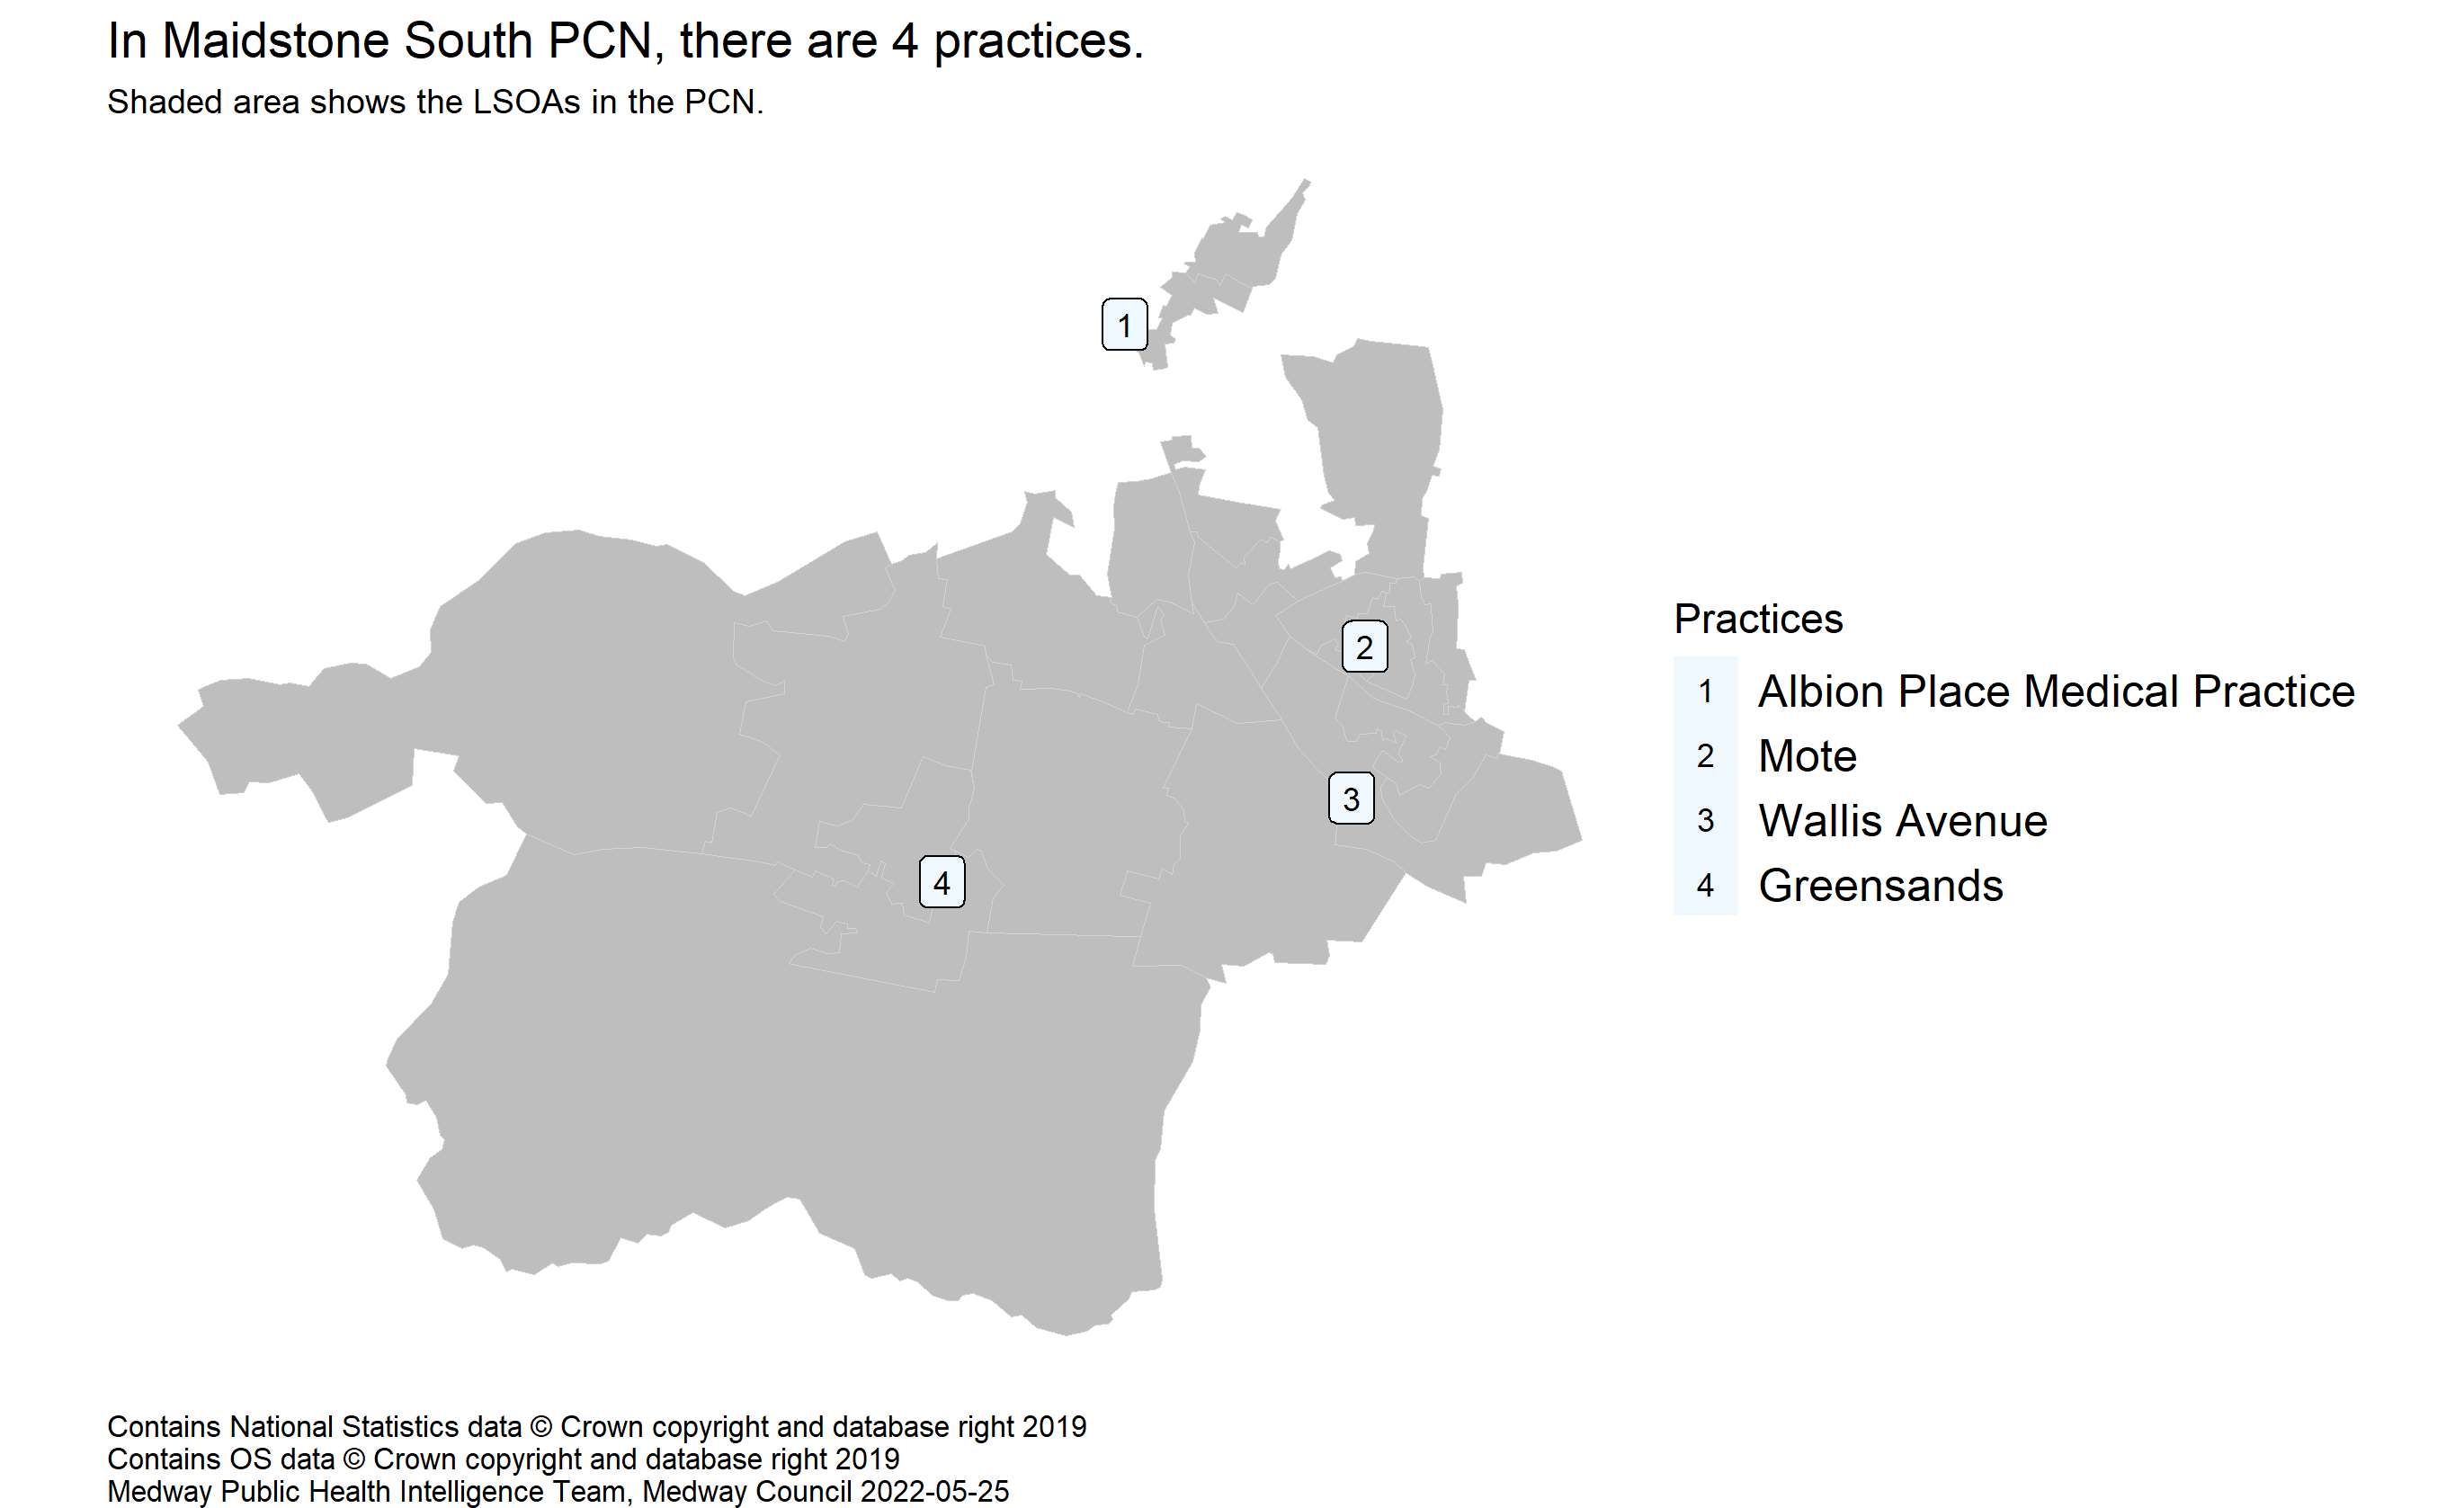 In Maidstone South PCN, there are 4 practices.
Shaded area shows the LSOAs in the PCN.
1
2
3
4
Practices
1 Albion Place Medical Practice
2 Mote
3 Wallis Avenue
4 Greensands
Contains National Statistics data © Crown copyright and database right 2019
Contains OS data © Crown copyright and database right 2019
Medway Public Health Intelligence Team, Medway Council 2022-05-25